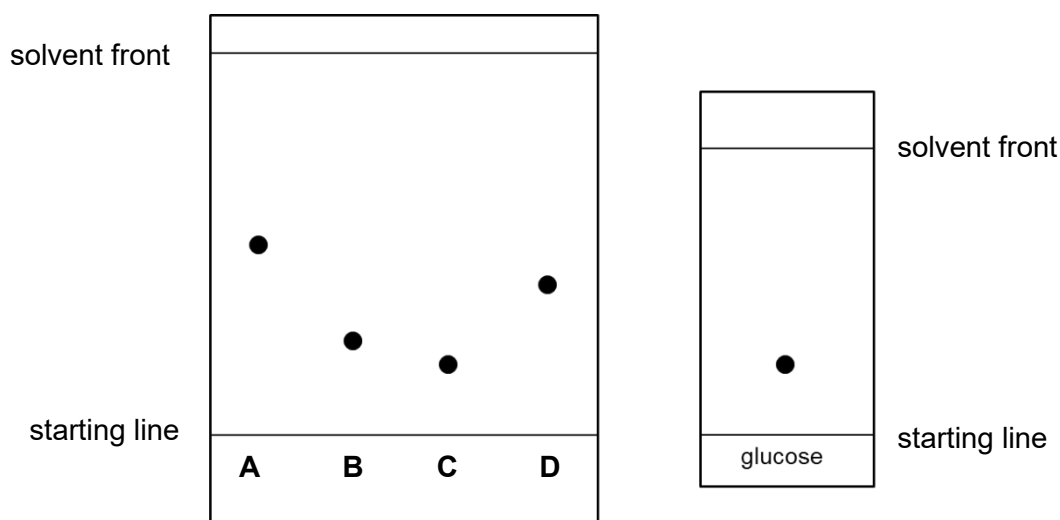 solvent front
solvent front
starting line
starting line
A B C D
glucose